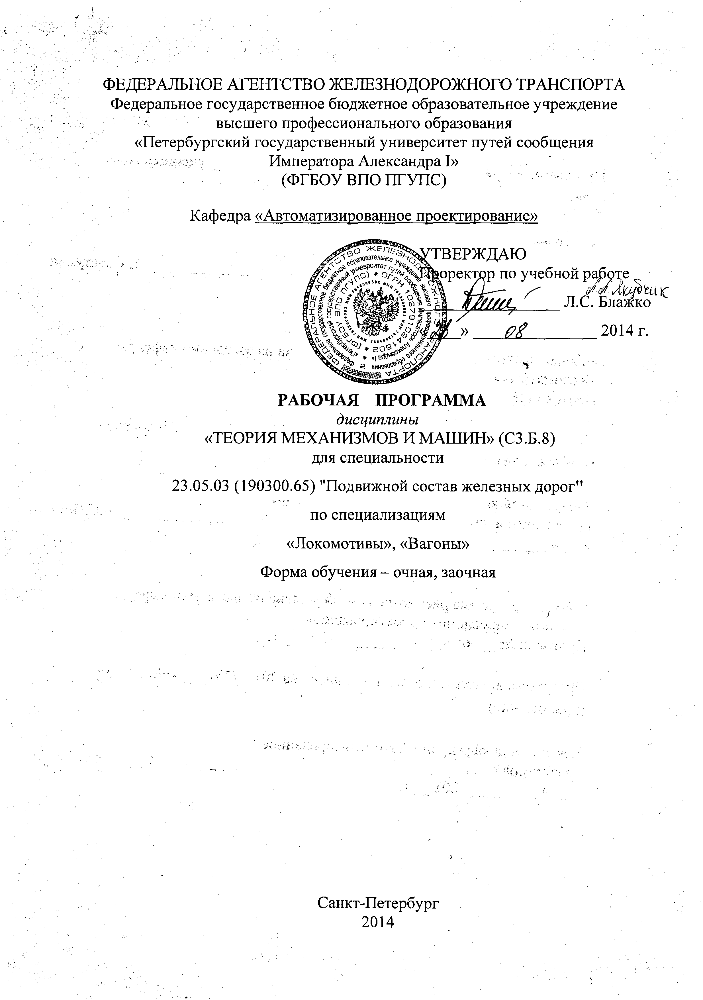 ФЕДЕРАЛЬНОЕ АГЕНТСТВО ЖЕЛЕЗНОДОРОЖНОГО ТРАНСПОРТА
Федеральное государственное бюджетное образовательное учреждение
высшего профессионального образования
«Петербургский государственный университет путей сообщения
Императора Александра I»
(ФГБОУ ВПО ПГУПС)
Кафедра «Автоматизированное проектирование»
УТВЕРЖДАЮ
Проректор по учебной работе
Л.С. Блажко
« » 08 2014 г.
ФЕДЕРАЛЬНОЕ АГЕНТСТВО ЖЕЛЕЗНОДОРОЖНОГО ТРАНСПОРТА
Федеральное государственное бюджетное образовательное учреждение высшего профессионального образования
«Петербургский государственный университет путей сообщения Императора Александра I»
(ФГБОУ ВПО ПГУПС) * ОГРН 1027810241502 *
РАБОЧАЯ ПРОГРАММА
дисциплины
«ТЕОРИЯ МЕХАНИЗМОВ И МАШИН» (С3.Б.8)
для специальности
23.05.03 (190300.65) "Подвижной состав железных дорог"
по специализациям
«Локомотивы», «Вагоны»
Форма обучения – очная, заочная
Санкт-Петербург
2014